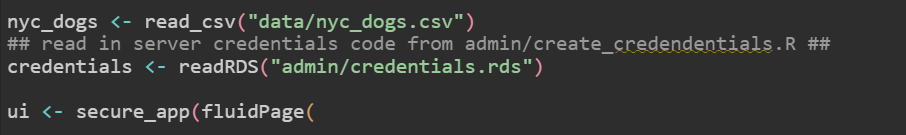 nyc_dogs <- read_csv("data/nyc_dogs.csv")
## read in server credentials code from admin/create_credendentials.R ##
credentials <- readRDS("admin/credentials.rds")
ui <- secure_app(fluidPage(